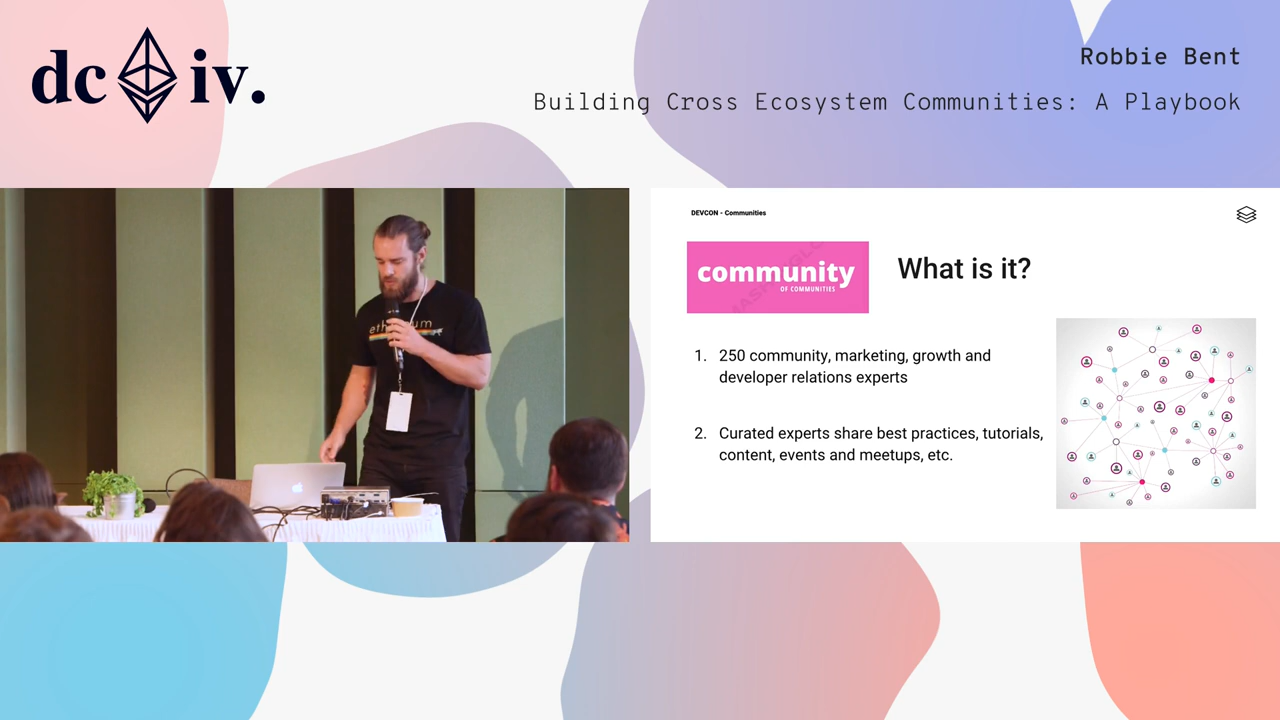 dc iv.
Robbie Bent
Building Cross Ecosystem Communities: A Playbook
DEVCON - Communities
community
OF COMMUNITIES
What is it?
1. 250 community, marketing, growth and
developer relations experts
2. Curated experts share best practices, tutorials,
content, events and meetups, etc.